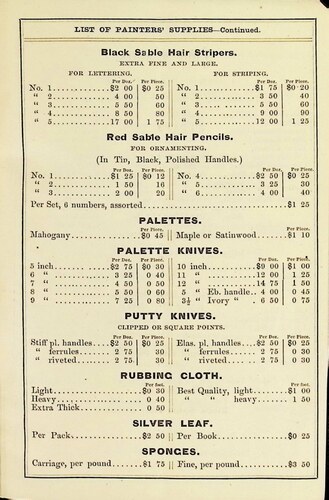 LIST OF PAINTERS' SUPPLIES—Continued.
Black Sable Hair Stripers.
EXTRA FINE AND LARGE.
FOR LETTERING. FOR STRIPING.
Per Doz. Per Piece. Per Doz. Per Piece.
No. 1 $2 00 $0 25 No. 1 $1 75 $0 20
" 2 4 00 50 " 2 3 50 40
" 3 5 50 60 " 3 5 50 60
" 4 8 50 80 " 4 9 00 90
" 5 17 00 1 75 " 5 12 00 1 25
Red Sable Hair Pencils.
FOR ORNAMENTING.
(In Tin, Black, Polished Handles.)
Per Doz. Per Piece. Per Doz. Per Piece.
No. 1 $1 25 $0 12 No. 4 $2 50 $0 25
" 2 1 50 16 " 5 3 25 30
" 3 2 00 20 " 6 4 00 40
Per Set, 6 numbers, assorted $1 25
PALETTES.
Per Piece. Per Piece.
Mahogany $0 45 Maple or Satinwood $1 10
PALETTE KNIVES.
Per Doz. Per Piece. Per Doz. Per Piece.
5 inch $2 75 $0 30 10 inch $9 00 $1 00
6 " 3 25 0 40 11 " 12 00 1 25
7 " 4 50 0 50 12 " 14 75 1 50
8 " 5 50 0 60 5 " Eb. handle 4 00 0 45
9 " 7 25 0 80 3½ " Ivory " 6 50 0 75
PUTTY KNIVES.
CLIPPED OR SQUARE POINTS.
Per Doz. Per Piece. Per Doz. Per Piece.
Stiff pl. handles $2 50 $0 25 Elas. pl. handles $2 50 $0 25
" ferrules 2 75 30 " ferrules 2 75 0 30
" riveted 2 75 30 " riveted 2 75 0 30
RUBBING CLOTH.
Per foot. Per foot.
Light $0 30 Best Quality, light $1 00
Heavy 0 40 " " heavy 1 50
Extra Thick 0 50
SILVER LEAF.
Per Pack $2 50 Per Book $0 25
SPONGES.
Carriage, per pound $1 75 Fine, per pound $3 50